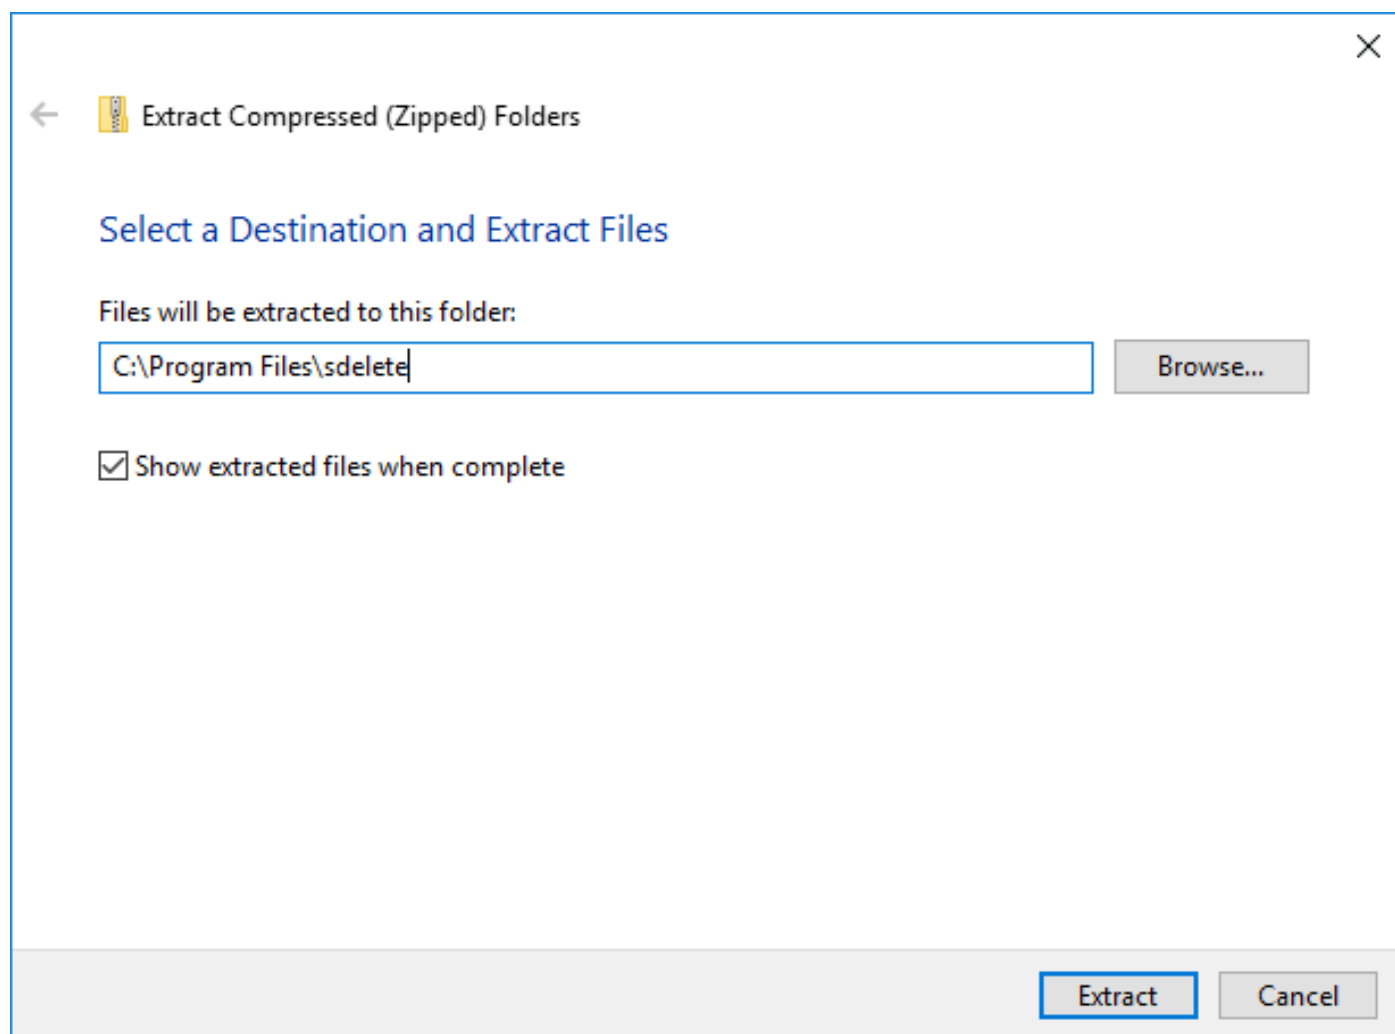 Extract Compressed (Zipped) Folders
Select a Destination and Extract Files
Files will be extracted to this folder:
C:\Program Files\sdelete
Browse...
Show extracted files when complete
Extract
Cancel